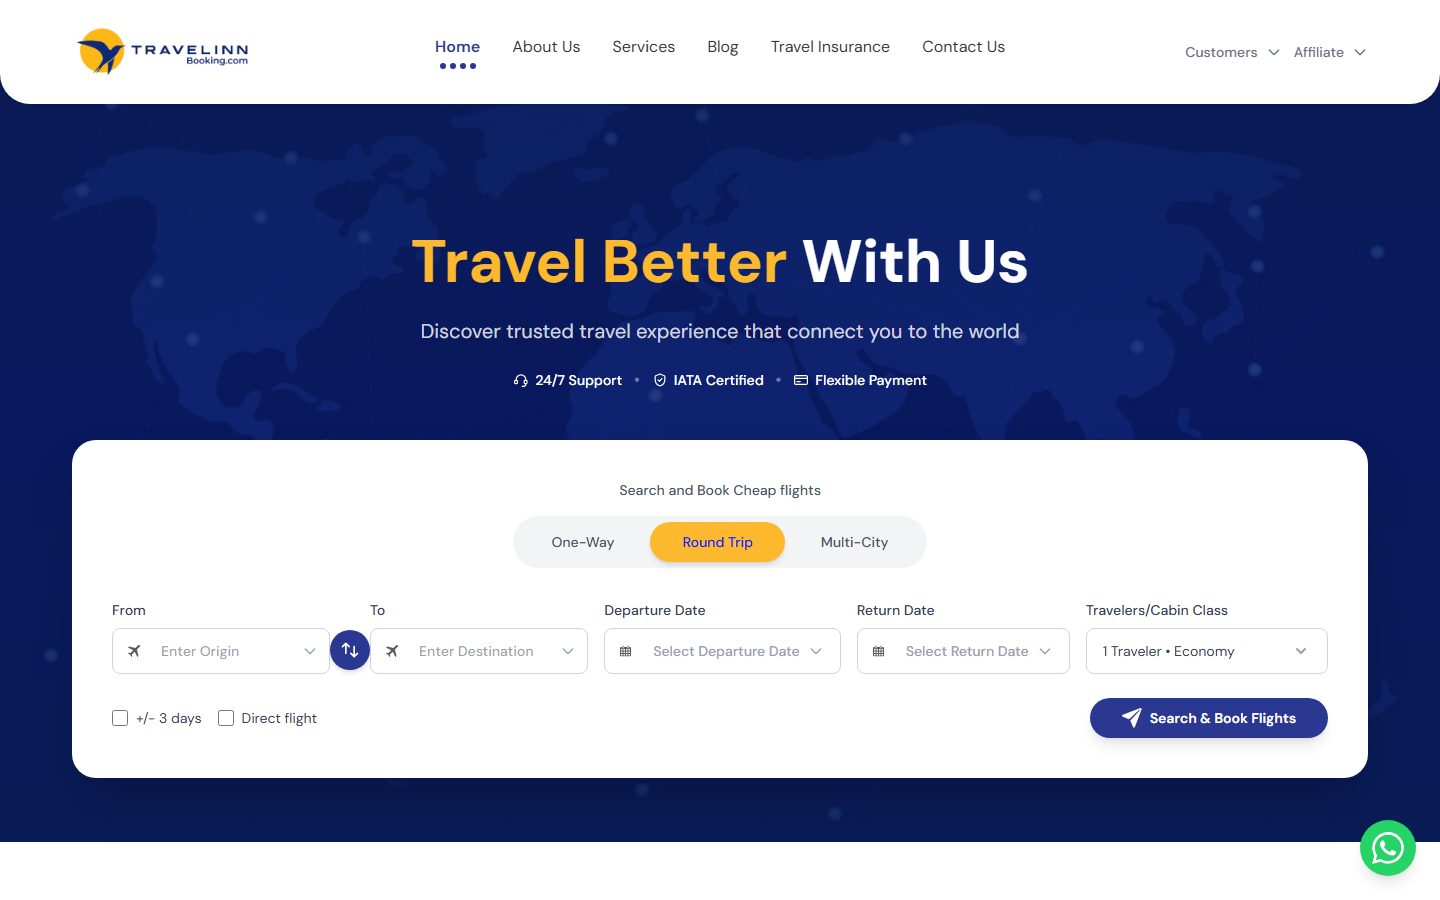 TRAVELINN
Booking.com
Home About Us Services Blog Travel Insurance Contact Us
Customers Affiliate
Travel Better With Us
Discover trusted travel experience that connect you to the world
24/7 Support • IATA Certified • Flexible Payment
Search and Book Cheap flights
One-Way Round Trip Multi-City
From To Departure Date Return Date Travelers/Cabin Class
Enter Origin Enter Destination Select Departure Date Select Return Date 1 Traveler • Economy
+/- 3 days Direct flight Search & Book Flights